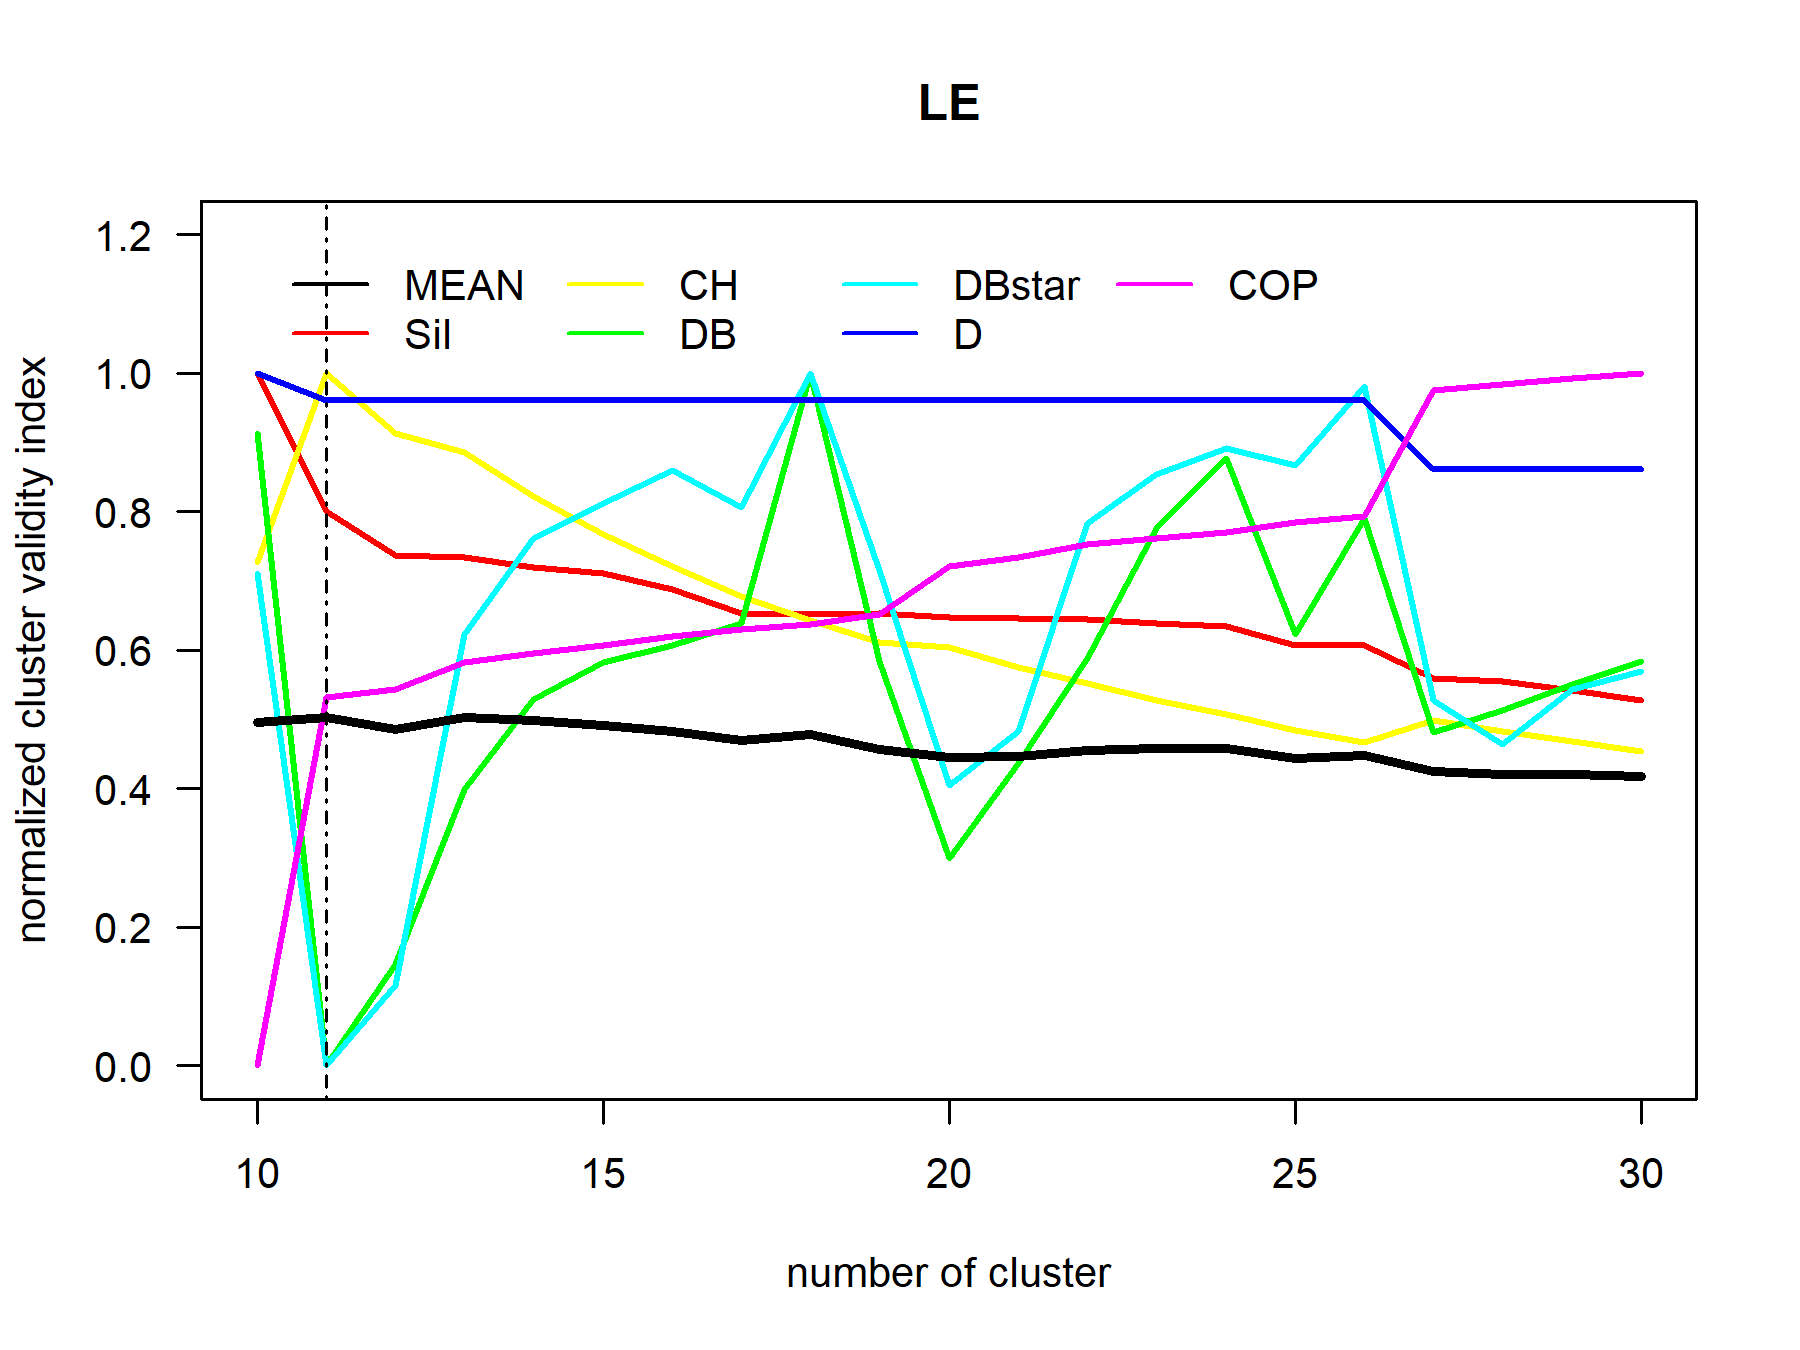 LE
normalized cluster validity index
1.2
1.0
0.8
0.6
0.4
0.2
0.0
MEAN CH DBstar COP
Sil DB D
10 15 20 25 30
number of cluster